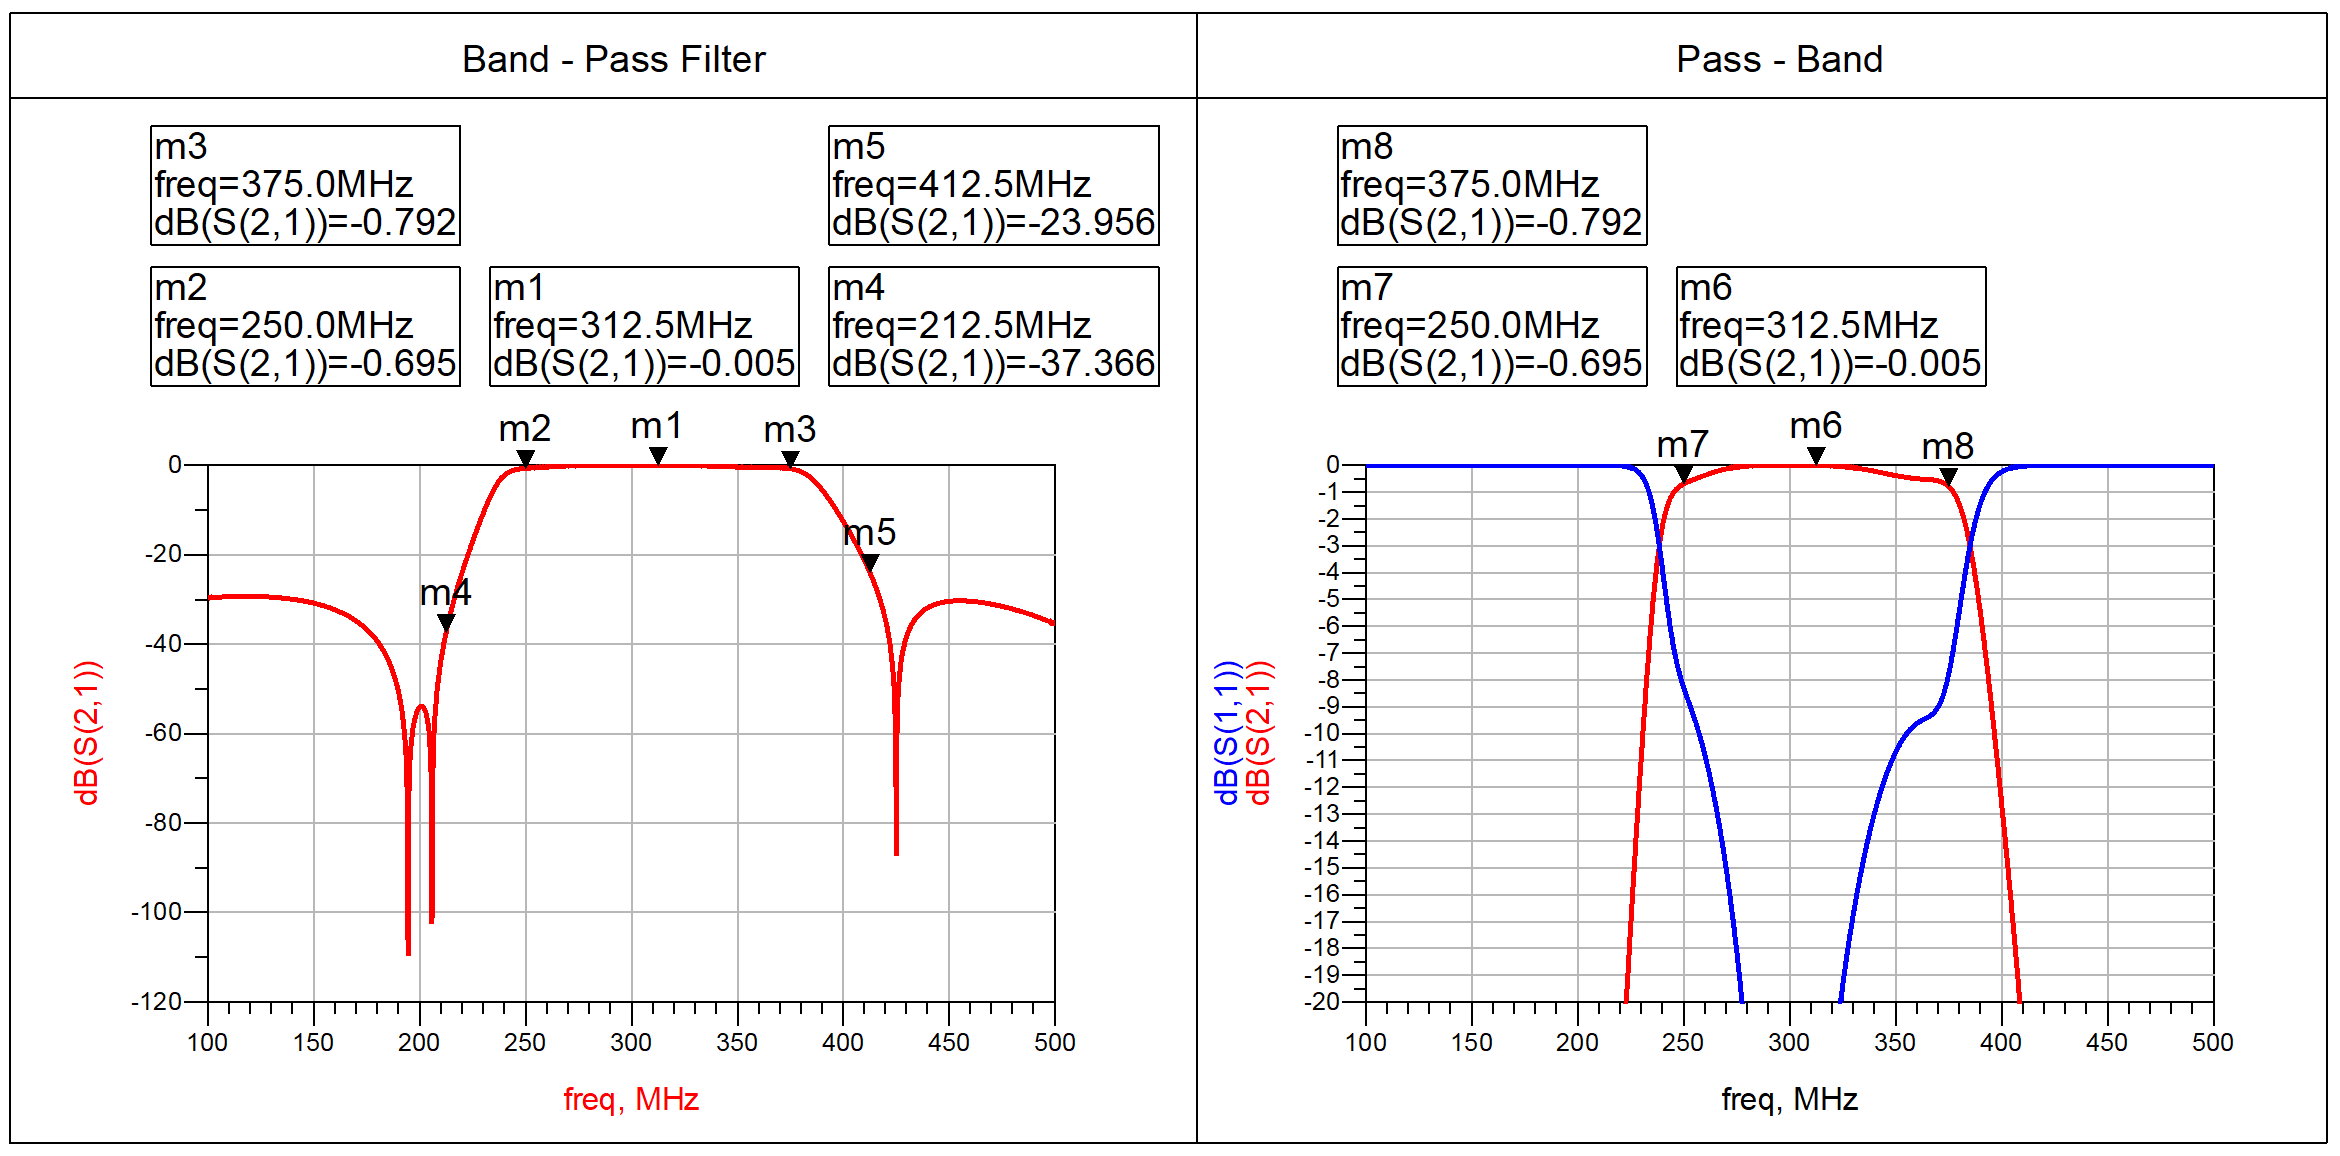 Band - Pass Filter
m3
freq=375.0MHz
dB(S(2,1))=-0.792
m5
freq=412.5MHz
dB(S(2,1))=-23.956
m2
freq=250.0MHz
dB(S(2,1))=-0.695
m1
freq=312.5MHz
dB(S(2,1))=-0.005
m4
freq=212.5MHz
dB(S(2,1))=-37.366
m2
m1
m3
m5
m4
0
-20
-40
-60
-80
-100
-120
dB(S(2,1))
100 150 200 250 300 350 400 450 500
freq, MHz
Pass - Band
m8
freq=375.0MHz
dB(S(2,1))=-0.792
m7
freq=250.0MHz
dB(S(2,1))=-0.695
m6
freq=312.5MHz
dB(S(2,1))=-0.005
m7
m6
m8
0
-1
-2
-3
-4
-5
-6
-7
-8
-9
-10
-11
-12
-13
-14
-15
-16
-17
-18
-19
-20
dB(S(1,1))
dB(S(2,1))
100 150 200 250 300 350 400 450 500
freq, MHz